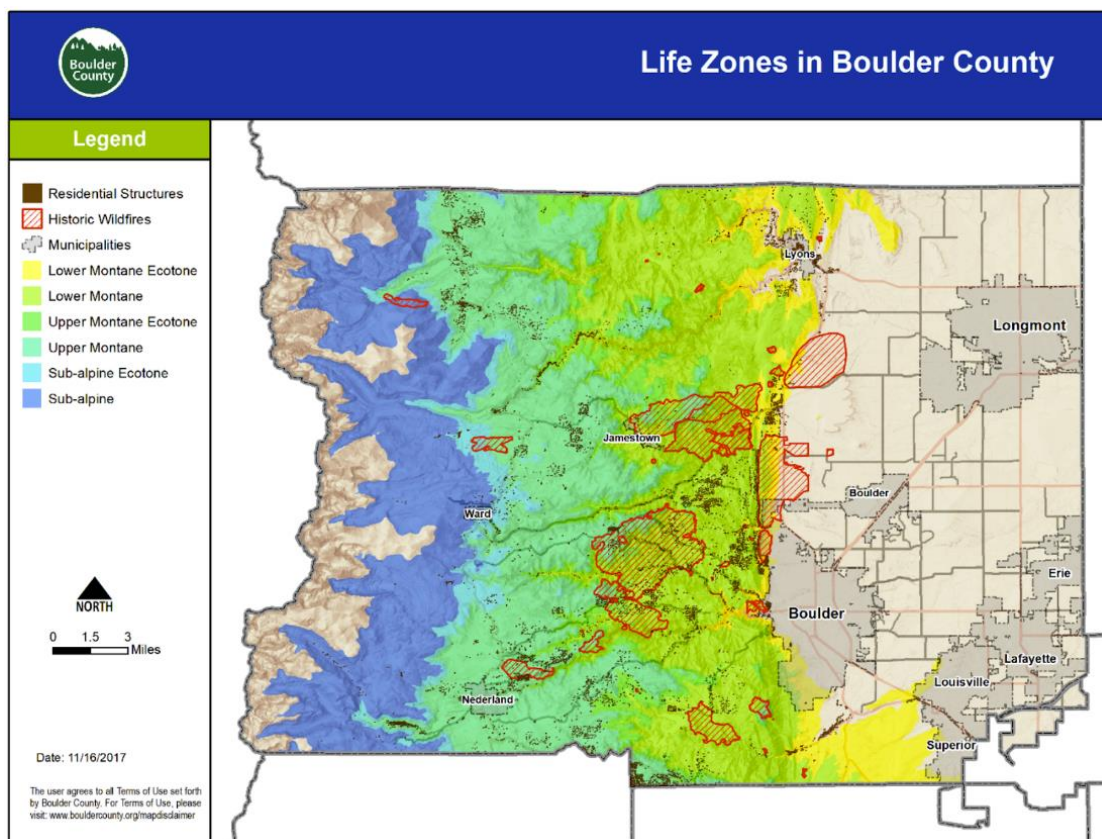 Boulder
County
Life Zones in Boulder County
Legend
Residential Structures
Historic Wildfires
Municipalities
Lower Montane Ecotone
Lower Montane
Upper Montane Ecotone
Upper Montane
Sub-alpine Ecotone
Sub-alpine
NORTH
0 1.5 3
Miles
Date: 11/16/2017
The user agrees to all Terms of Use set forth
by Boulder County. For Terms of Use, please
visit: www.bouldercounty.org/mapdisclaimer
Lyons
Longmont
Jamestown
Boulder
Ward
Erie
Boulder
Lafayette
Louisville
Nederland
Superior